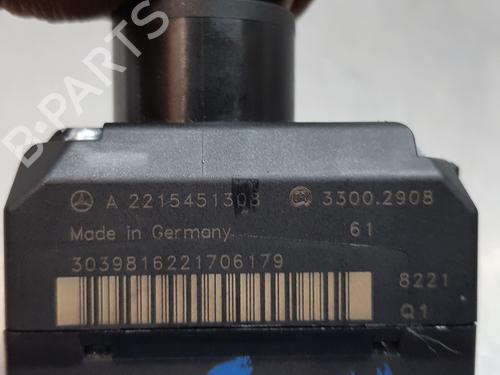 B-PARTS
A 2215451308 3300.2908
Made in Germany 61
3039816221706179
8221
Q1